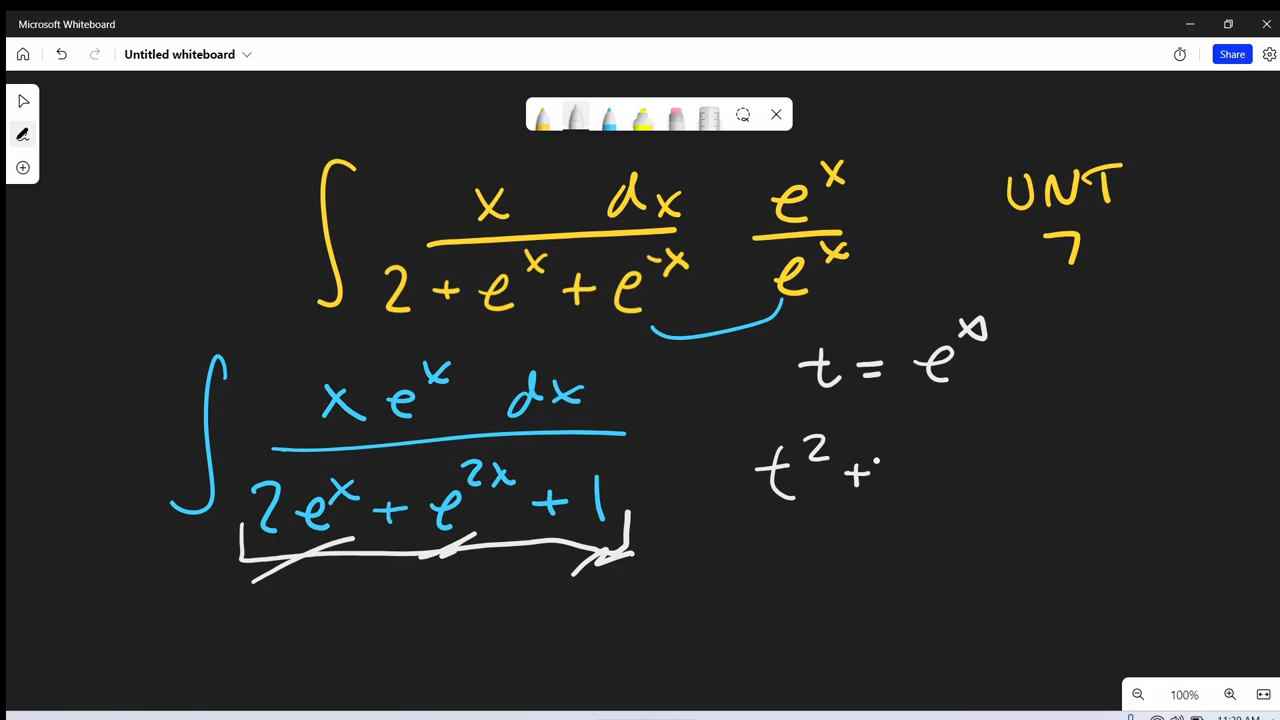 Microsoft Whiteboard
Untitled whiteboard
Share
∫ x dx / (2 + e^x + e^-x) e^x / e^x
UNT
7
∫ x e^x dx / (2e^x + e^2x + 1)
t = e^x
t^2 +
100%